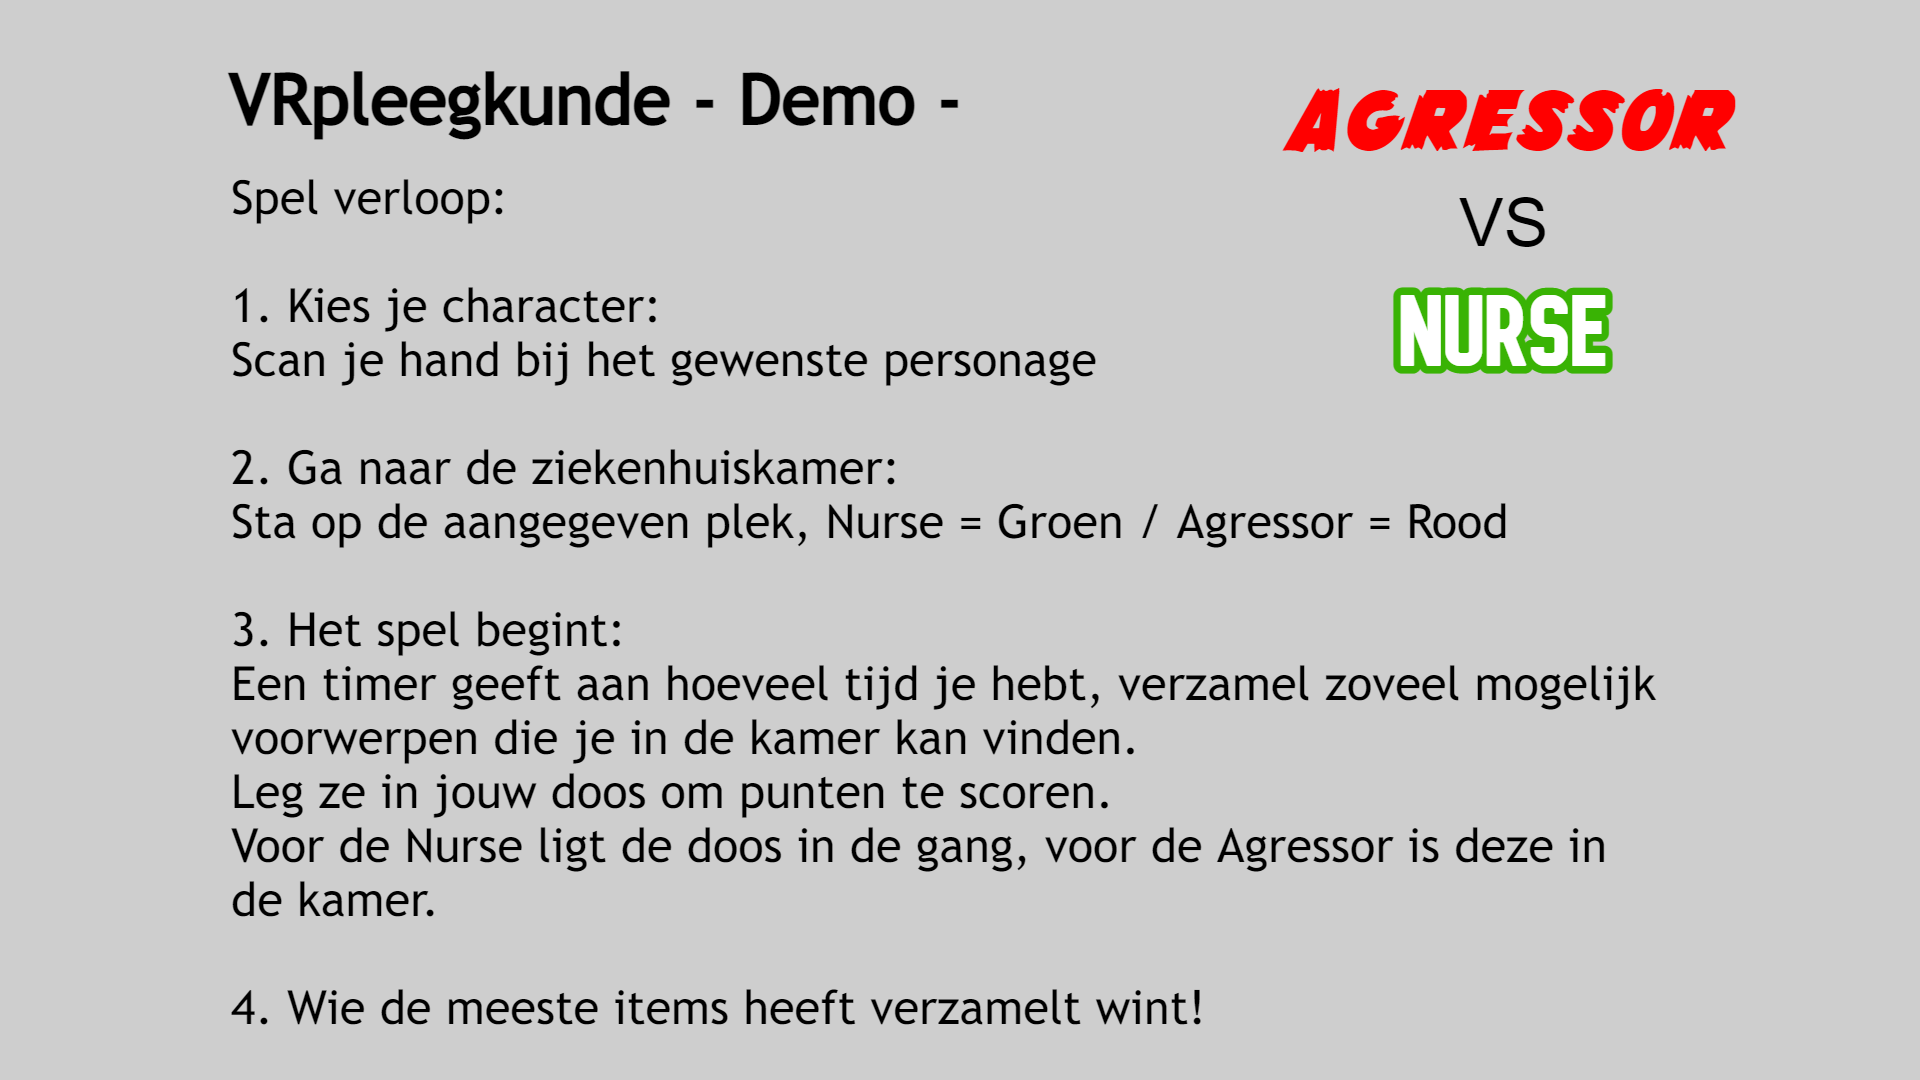 VRpleegkunde - Demo -
AGRESSOR
VS
NURSE
Spel verloop:
1. Kies je character:
Scan je hand bij het gewenste personage
2. Ga naar de ziekenhuiskamer:
Sta op de aangegeven plek, Nurse = Groen / Agressor = Rood
3. Het spel begint:
Een timer geeft aan hoeveel tijd je hebt, verzamel zoveel mogelijk
voorwerpen die je in de kamer kan vinden.
Leg ze in jouw doos om punten te scoren.
Voor de Nurse ligt de doos in de gang, voor de Agressor is deze in
de kamer.
4. Wie de meeste items heeft verzamelt wint!